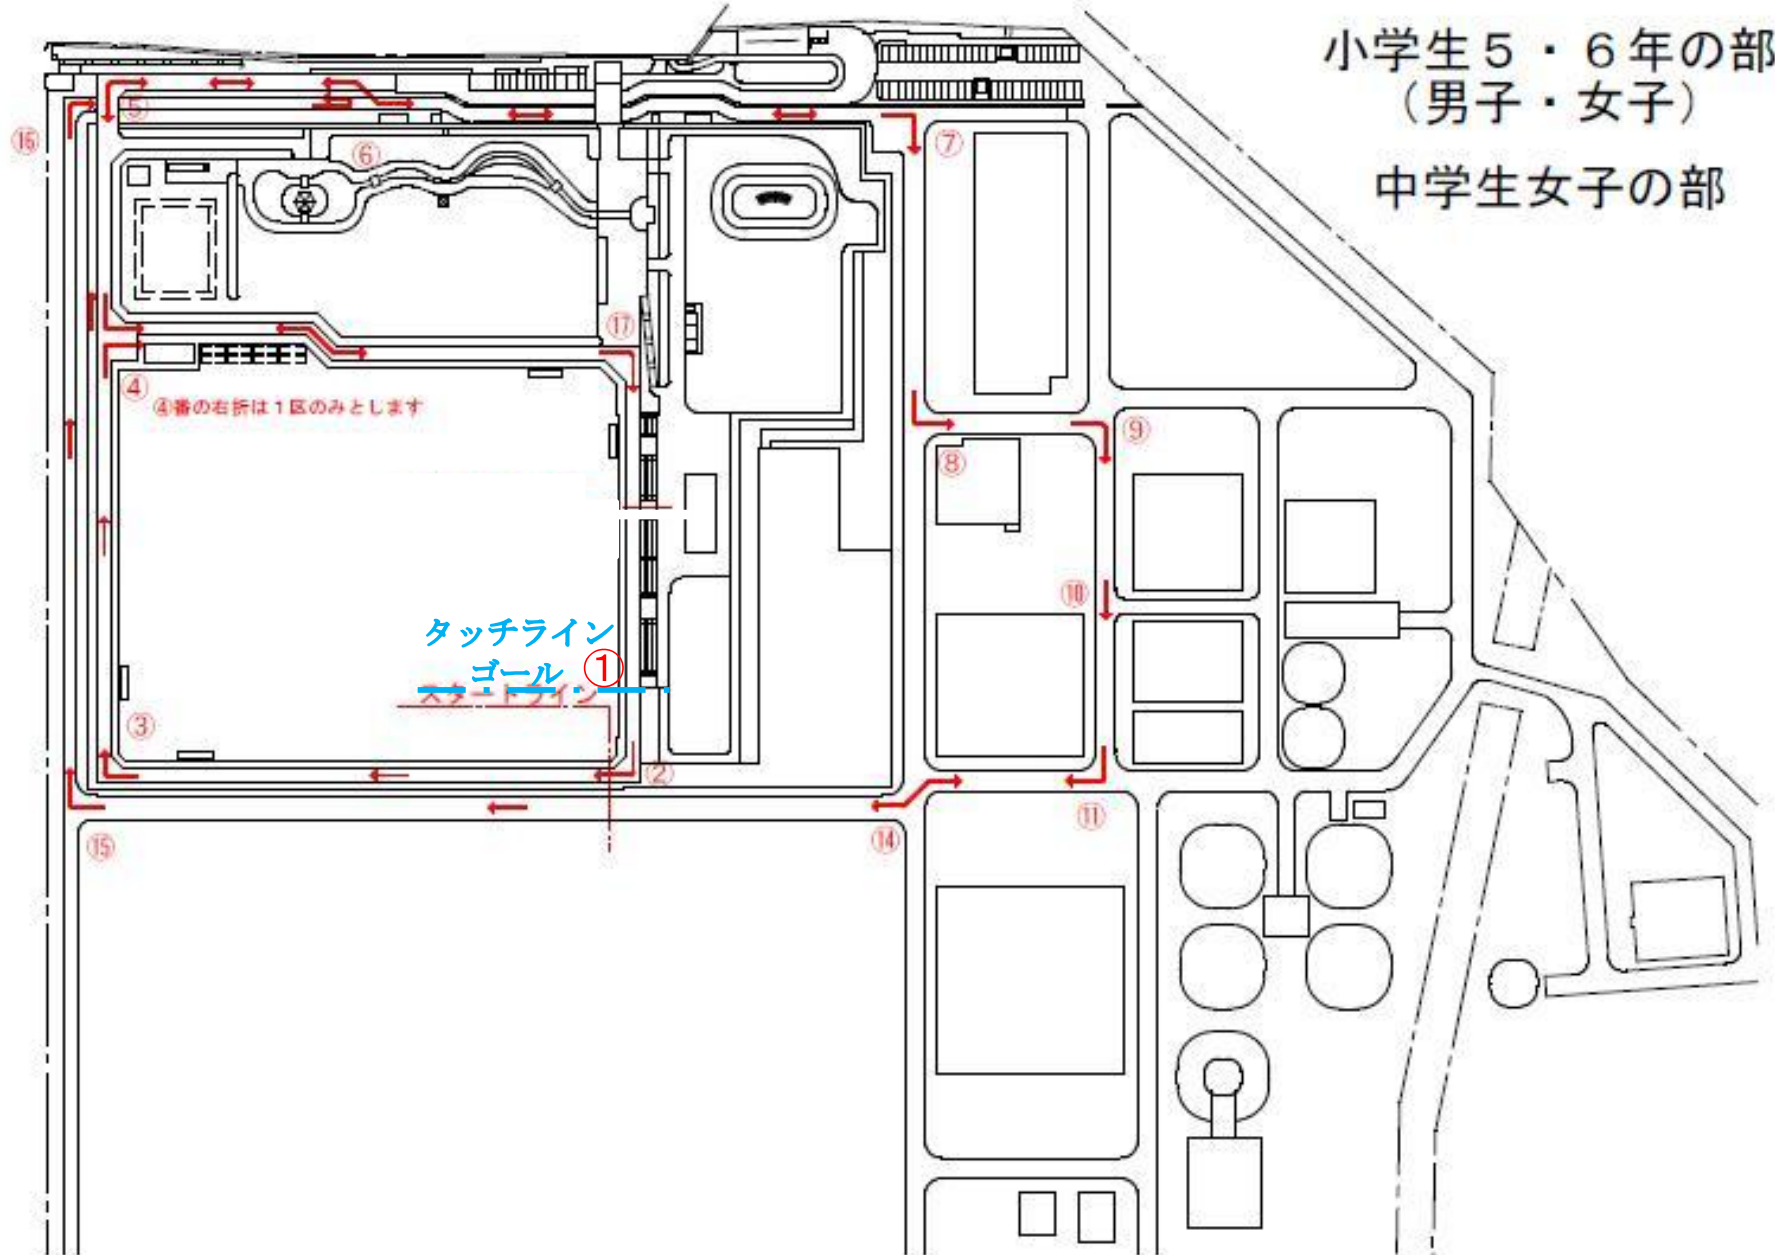 小学生５・６年の部
（男子・女子）
中学生女子の部
⑤
⑯
⑥
⑦
⑰
④
④番の右折は１区のみとします
⑨
⑧
⑩
タッチライン
ゴール ①
スタートライン
③
②
⑪
⑮
⑭